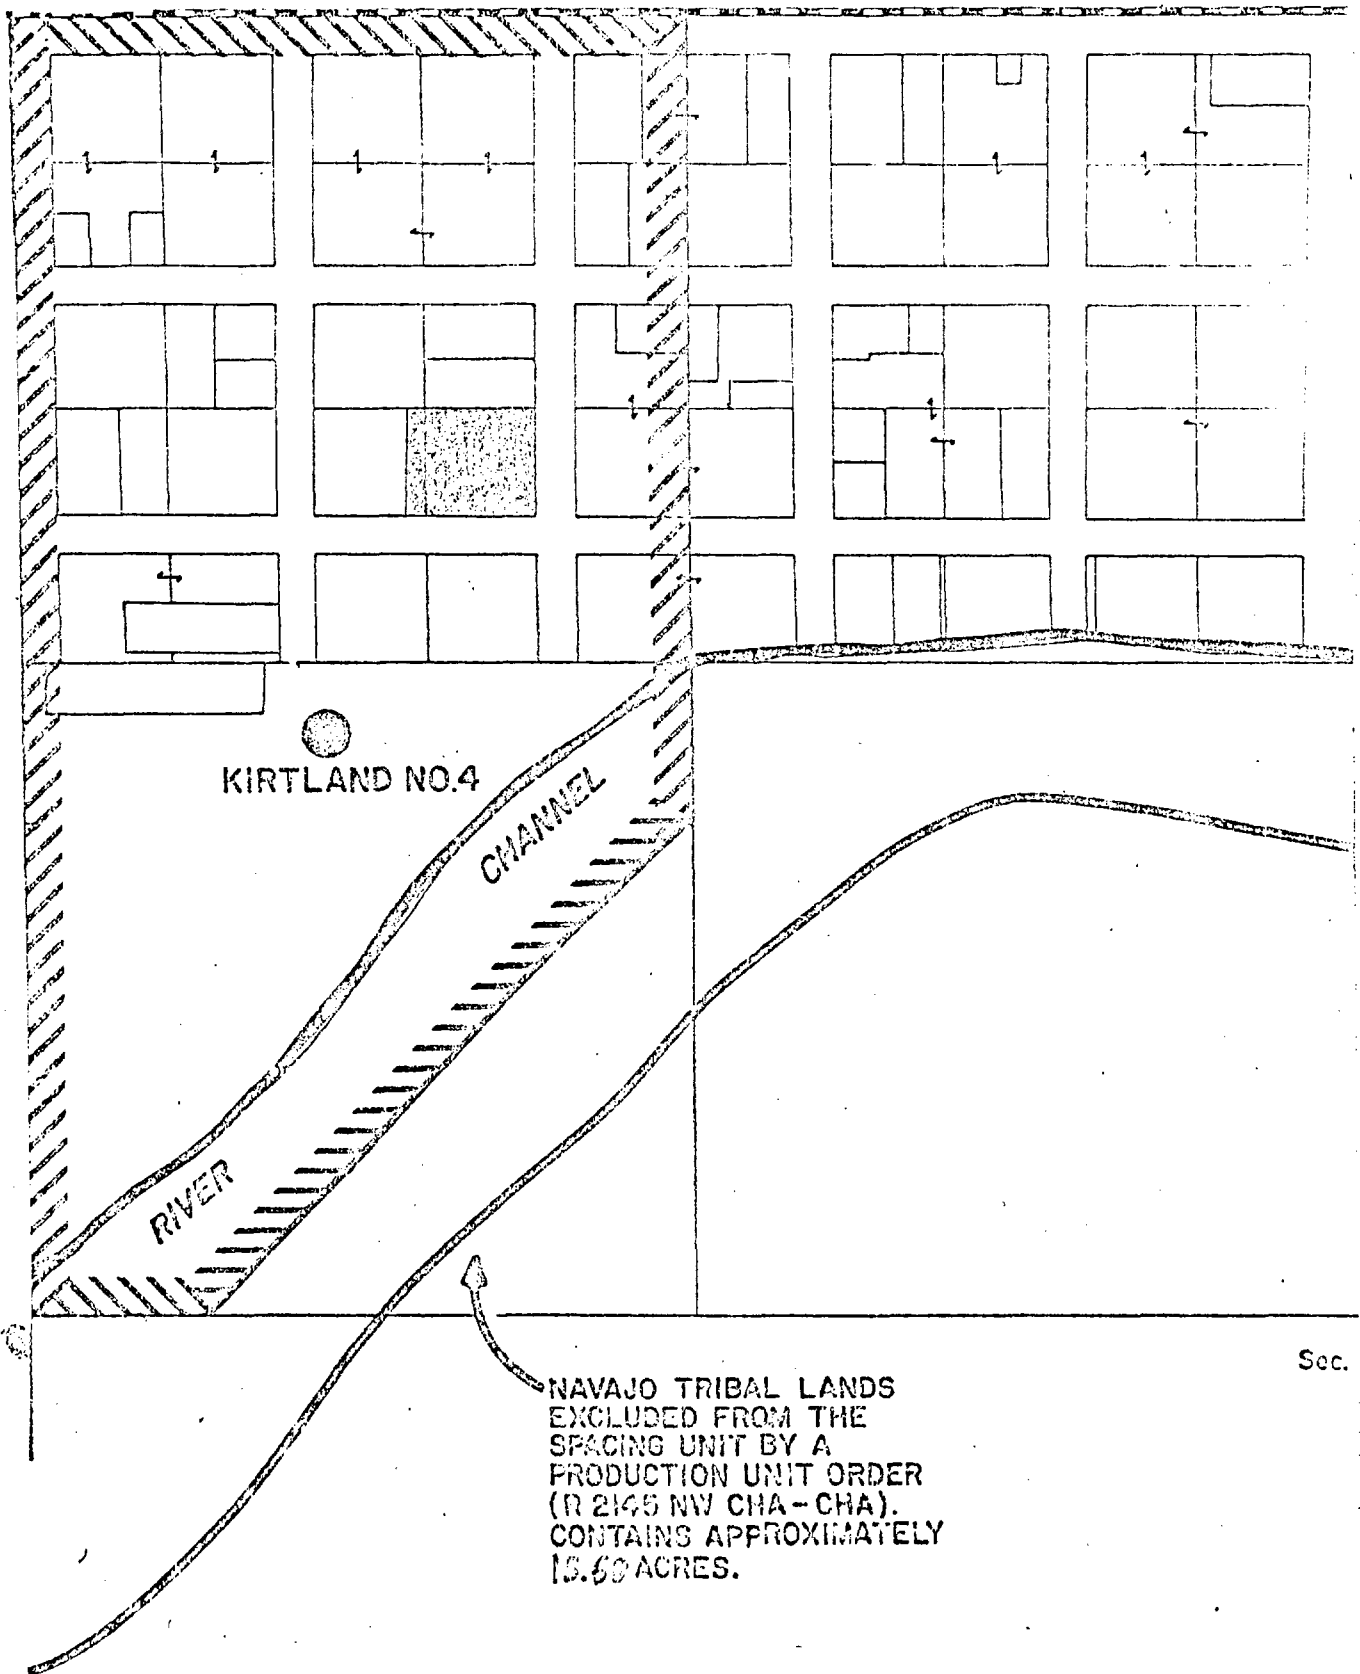 KIRTLAND NO.4
CHANNEL
RIVER
Sec.
NAVAJO TRIBAL LANDS
EXCLUDED FROM THE
SPACING UNIT BY A
PRODUCTION UNIT ORDER
(R 2145 NW CHA-CHA).
CONTAINS APPROXIMATELY
ACRES.